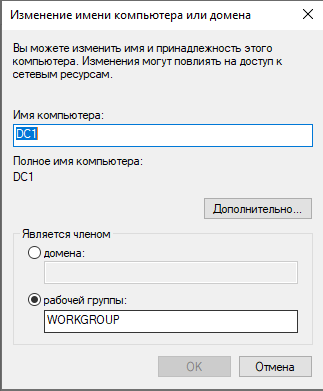 Изменение имени компьютера или домена
Вы можете изменить имя и принадлежность этого
компьютера. Изменения могут повлиять на доступ к
сетевым ресурсам.
Имя компьютера:
DC1
Полное имя компьютера:
DC1
Дополнительно...
Является членом
домена:
рабочей группы:
WORKGROUP
ОК
Отмена